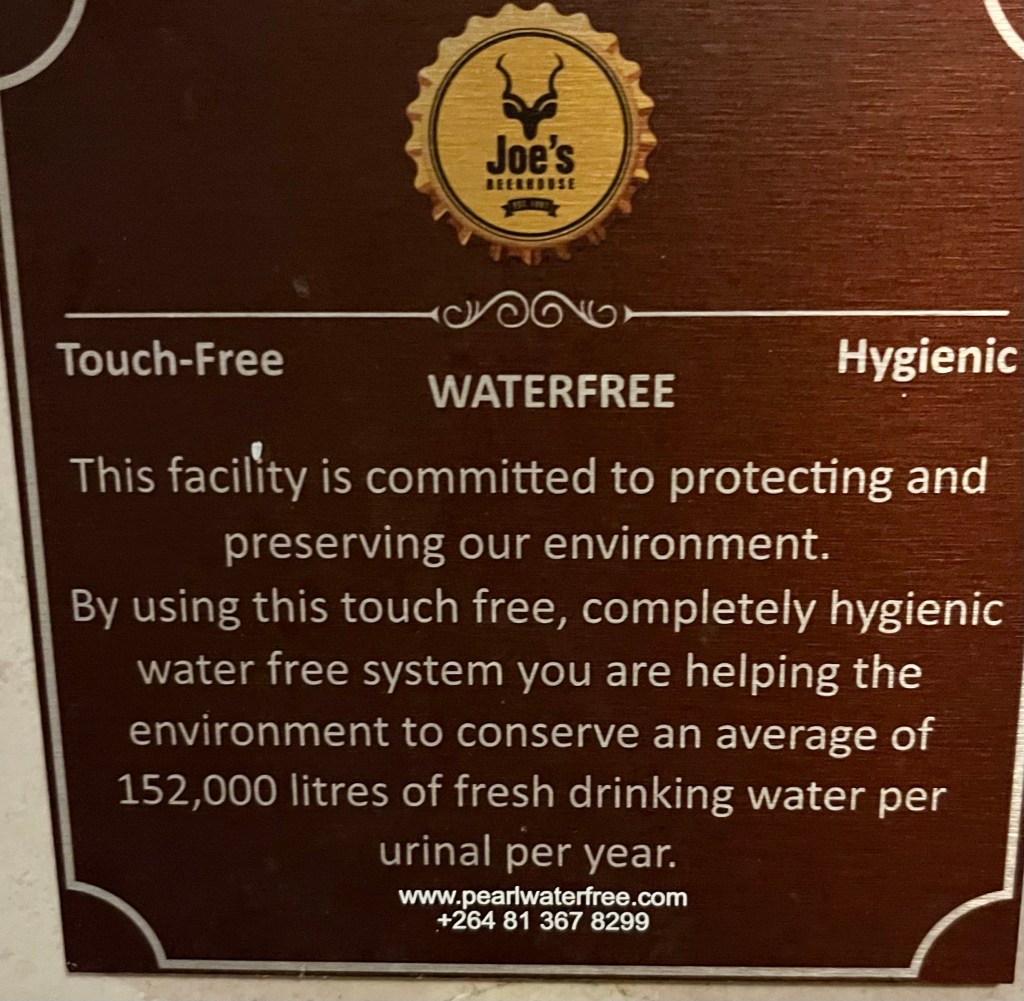 Joe's
BEERHOUSE
EST. 1991
Touch-Free
Hygienic
WATERFREE
This facility is committed to protecting and
preserving our environment.
By using this touch free, completely hygienic
water free system you are helping the
environment to conserve an average of
152,000 litres of fresh drinking water per
urinal per year.
www.pearlwaterfree.com
+264 81 367 8299